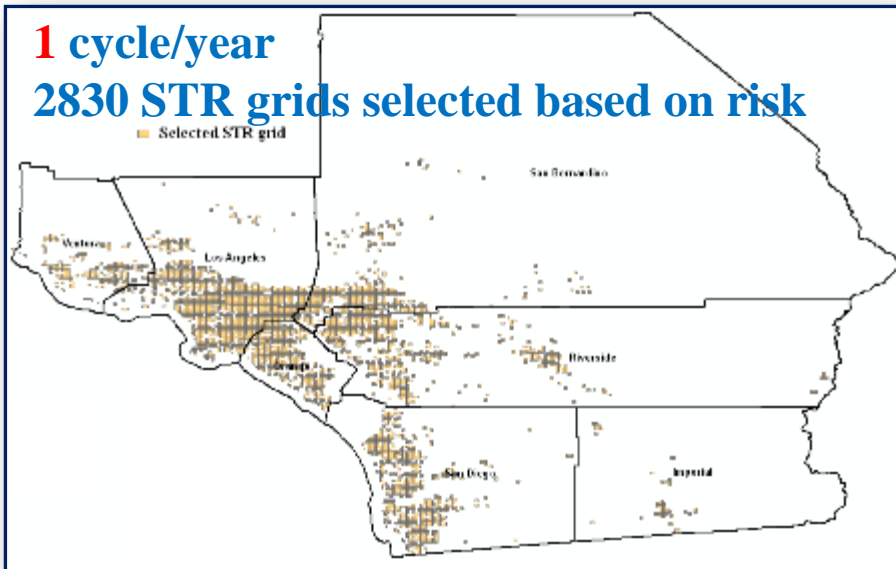 1 cycle/year
2830 STR grids selected based on risk
Selected STR grid
San Bernardino
Ventura
Los Angeles
Riverside
Orange
San Diego
Imperial